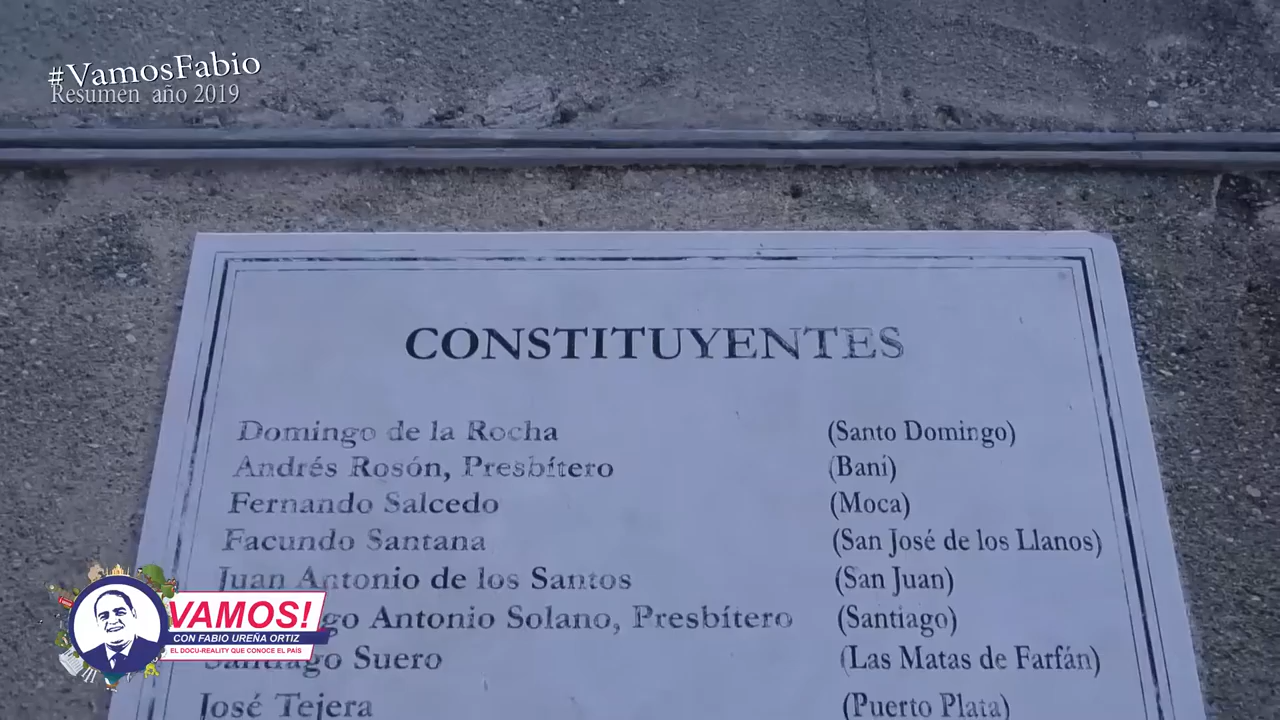 #VamosFabio
Resumen año 2019
CONSTITUYENTES
Domingo de la Rocha (Santo Domingo)
Andrés Rosón, Presbítero (Baní)
Fernando Salcedo (Moca)
Facundo Santana (San José de los Llanos)
Juan Antonio de los Santos (San Juan)
Antonio Solano, Presbítero (Santiago)
Santiago Suero (Las Matas de Farfán)
José Tejera (Puerto Plata)
VAMOS!
CON FABIO UREÑA ORTIZ
EL DOCU-REALITY QUE CONOCE EL PAÍS